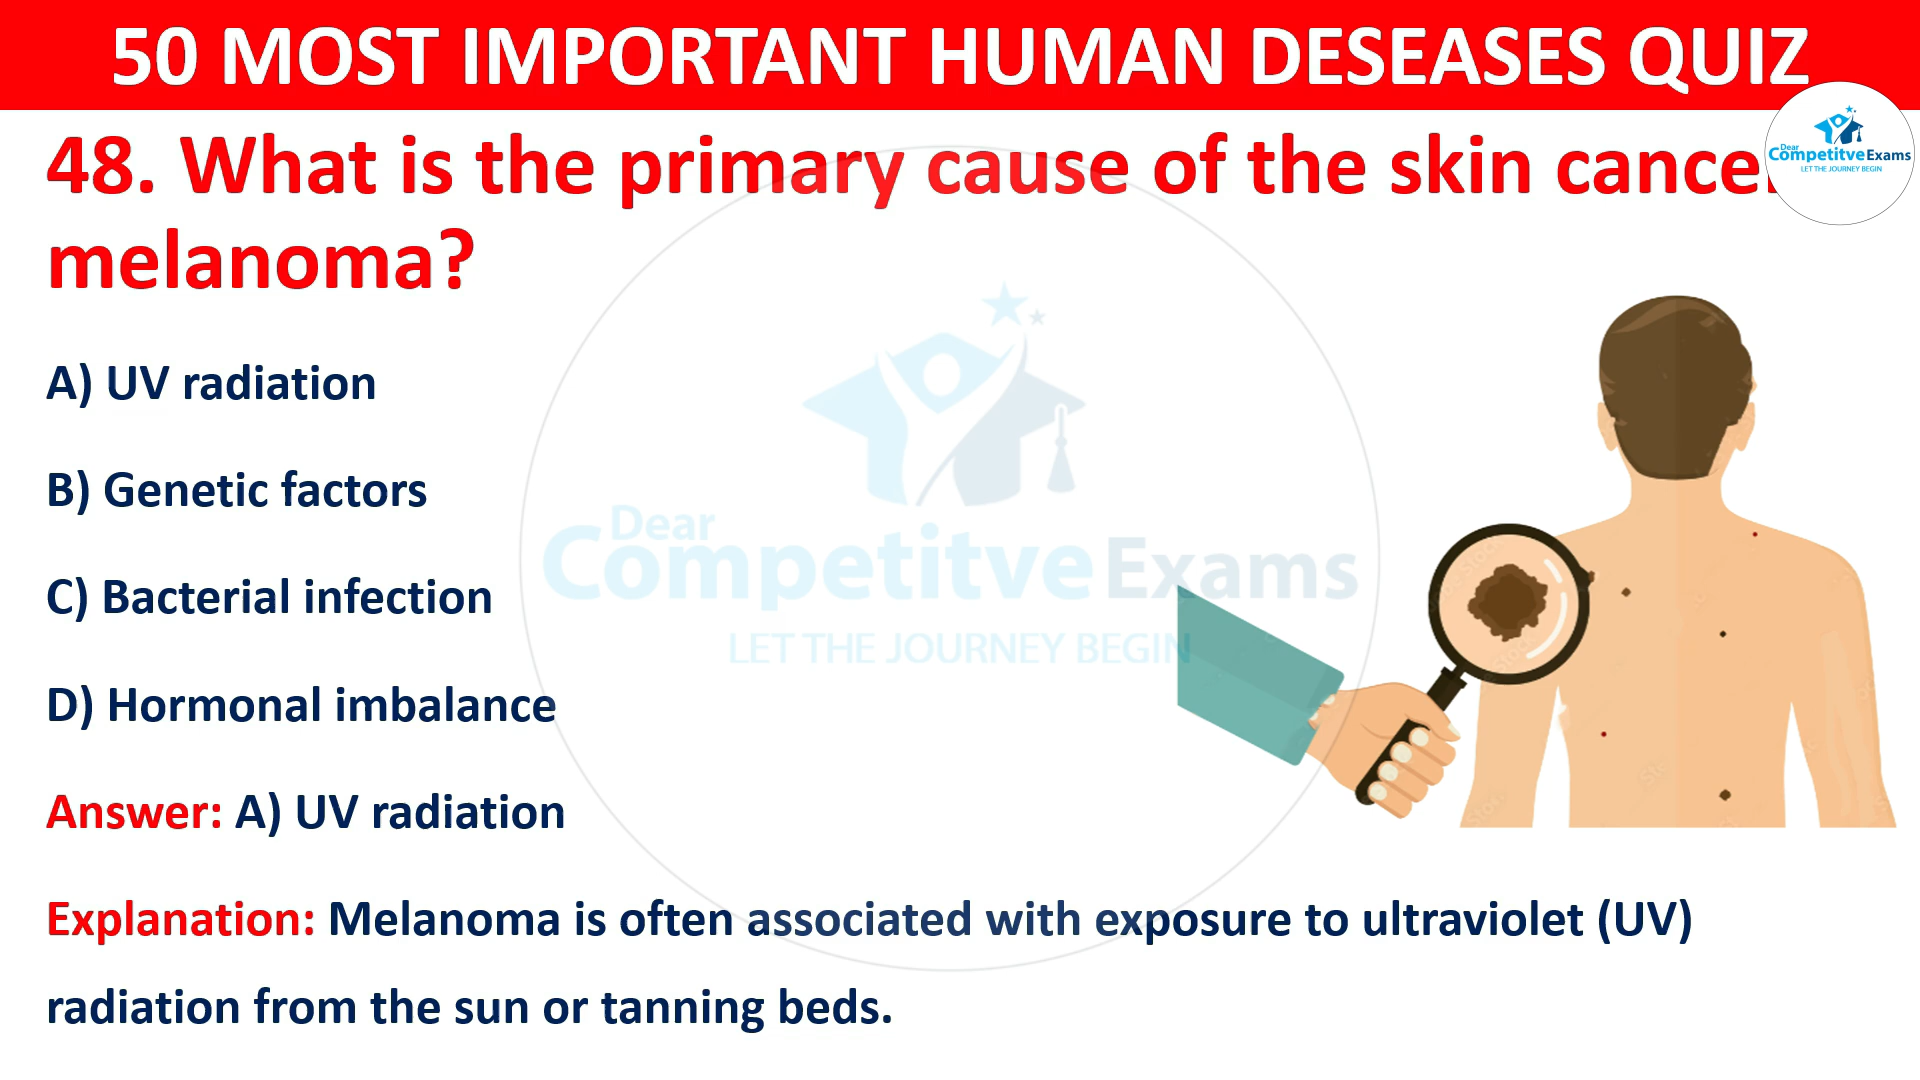 50 MOST IMPORTANT HUMAN DESEASES QUIZ
48. What is the primary cause of the skin cancer
melanoma?
Dear
CompetitveExams
LET THE JOURNEY BEGIN
A) UV radiation
B) Genetic factors
C) Bacterial infection
D) Hormonal imbalance
Dear
Competitve Exams
LET THE JOURNEY BEGIN
Answer: A) UV radiation
Explanation: Melanoma is often associated with exposure to ultraviolet (UV)
radiation from the sun or tanning beds.